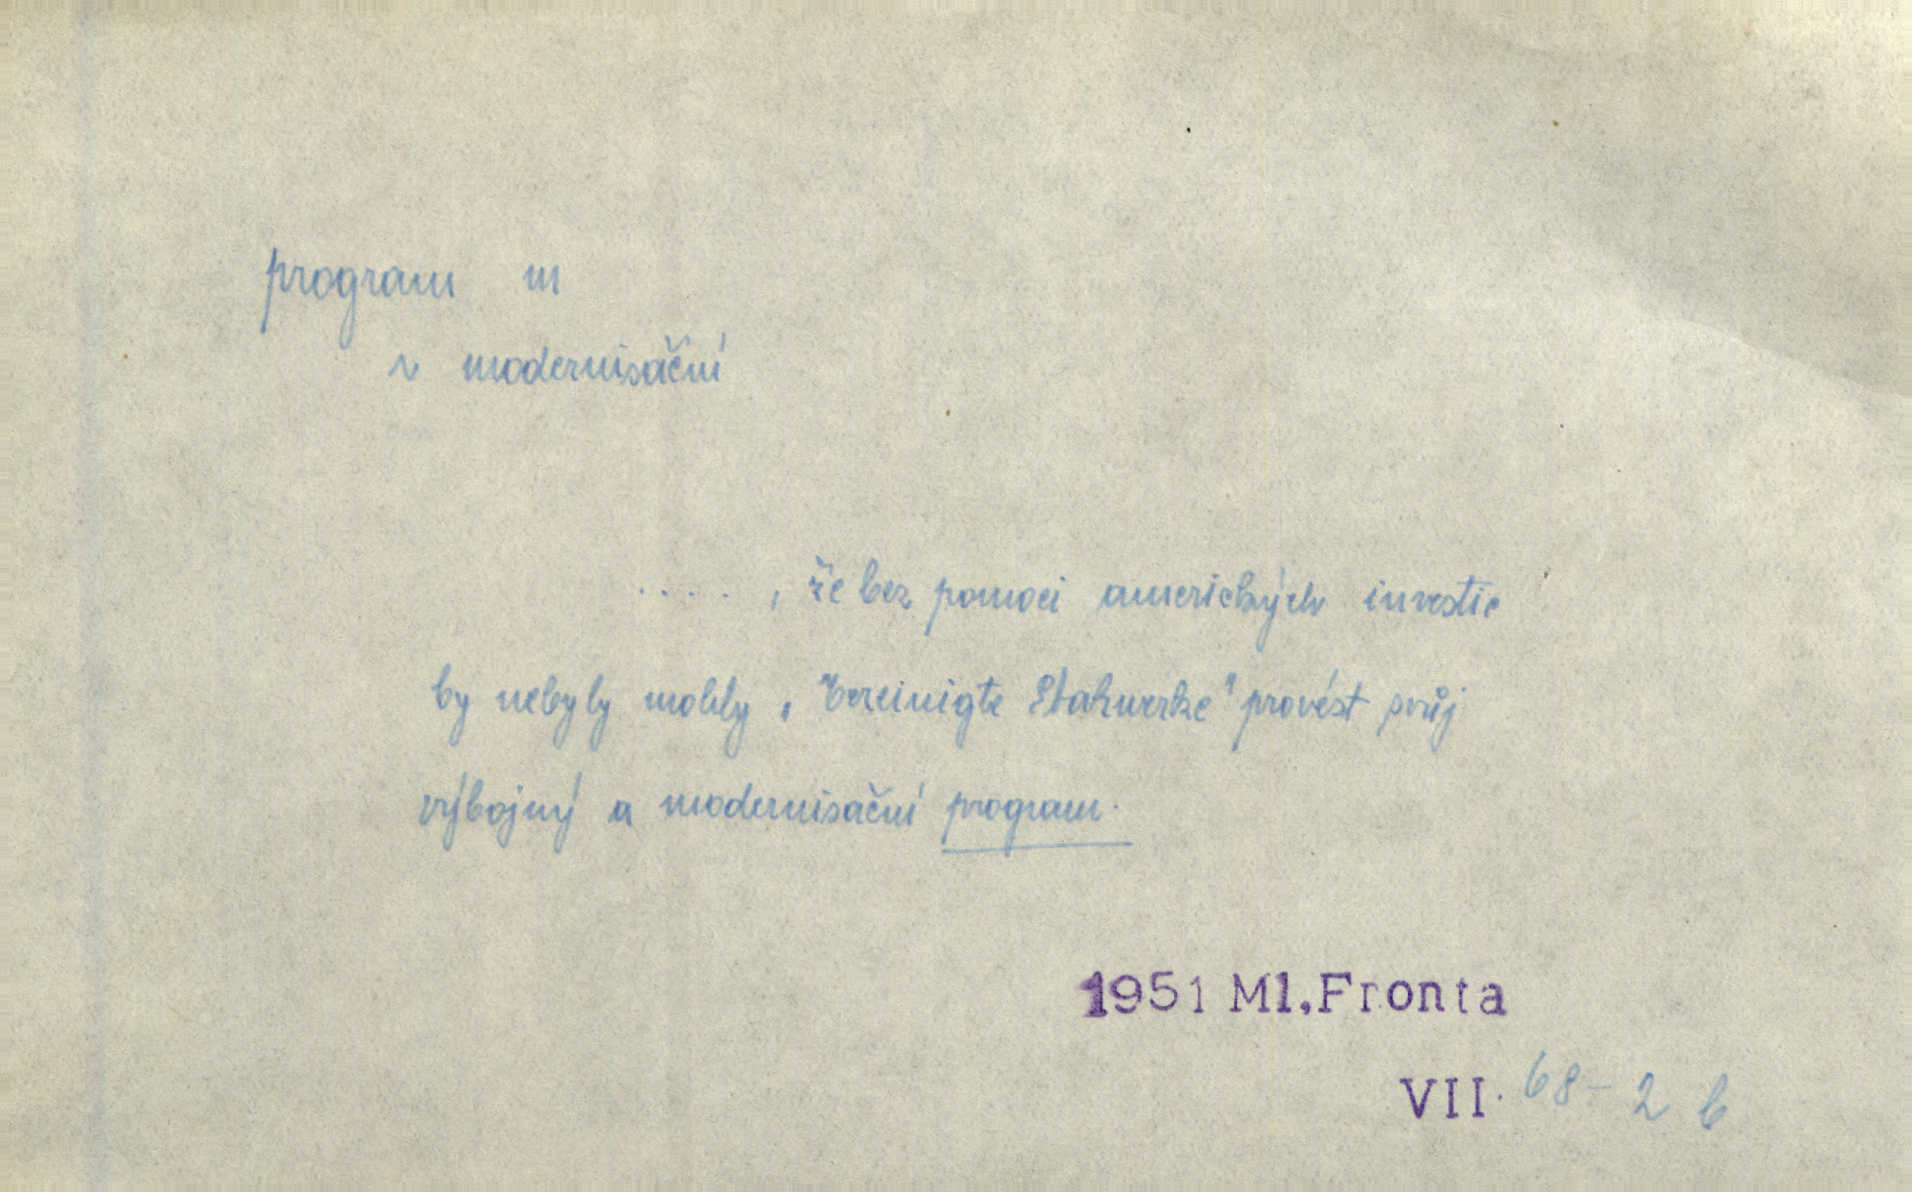 program m
~ modernisační
....., že bez pomoci amerických investic
by nebyly mohly „Vereinigte Stahwerke" provést svůj
výbojný a modernisační program.
1951 Ml.Fronta
VII. 68-2 b